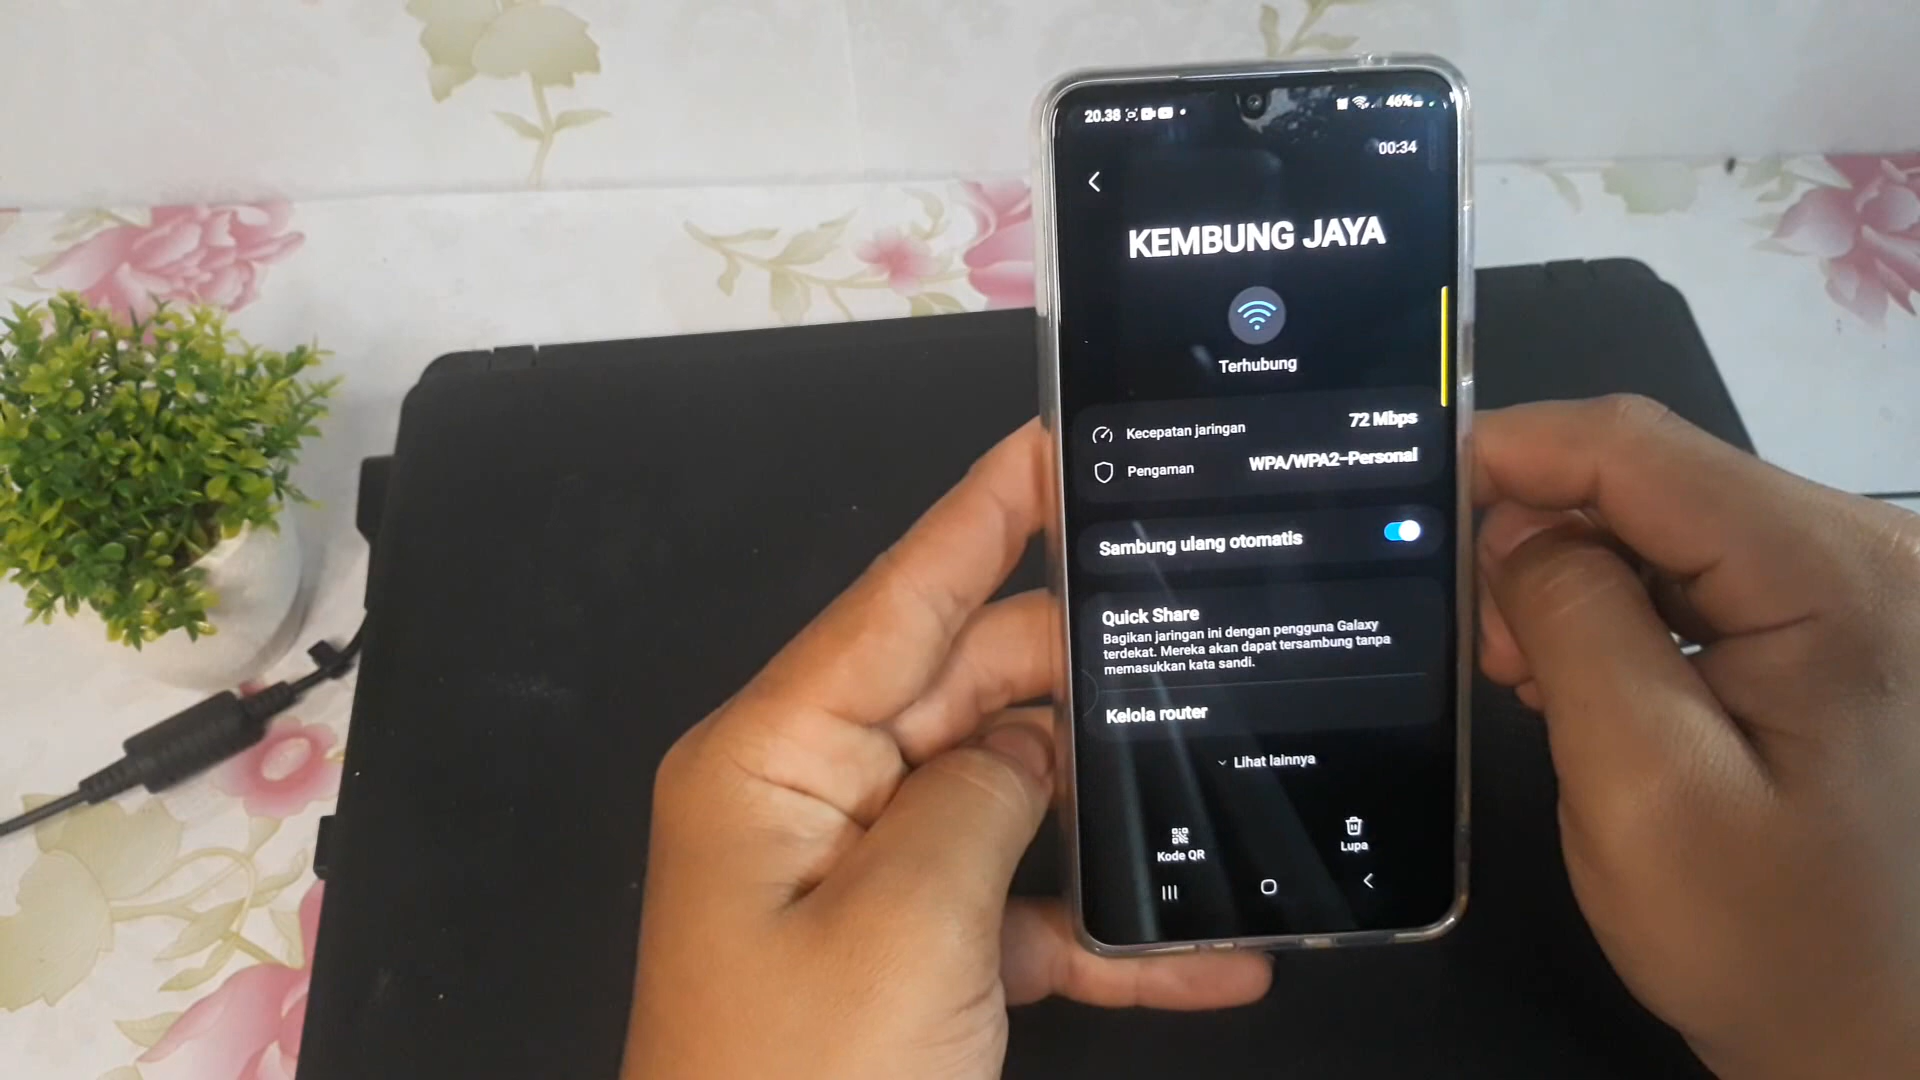 20.38
46%
00:34
KEMBUNG JAYA
Terhubung
Kecepatan jaringan 72 Mbps
Pengaman WPA/WPA2-Personal
Sambung ulang otomatis
Quick Share
Bagikan jaringan ini dengan pengguna Galaxy
terdekat. Mereka akan dapat tersambung tanpa
memasukkan kata sandi.
Kelola router
Lihat lainnya
Kode QR
Lupa